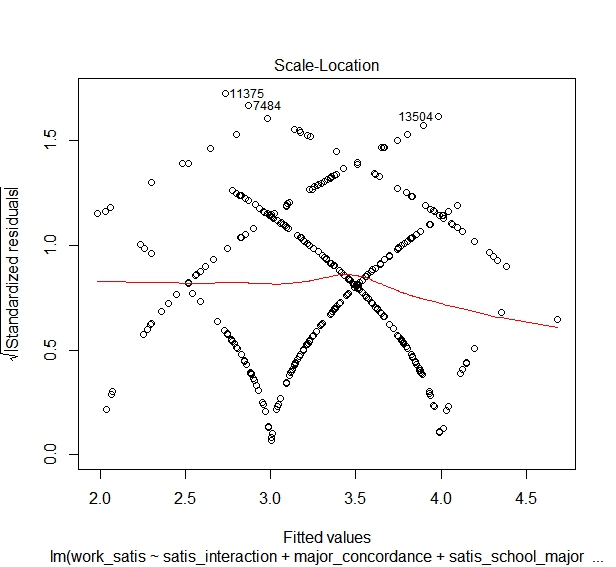 Scale-Location
11375
7484
13504
√|Standardized residuals|
1.5
1.0
0.5
0.0
2.0 2.5 3.0 3.5 4.0 4.5
Fitted values
lm(work_satis ~ satis_interaction + major_concordance + satis_school_major ...